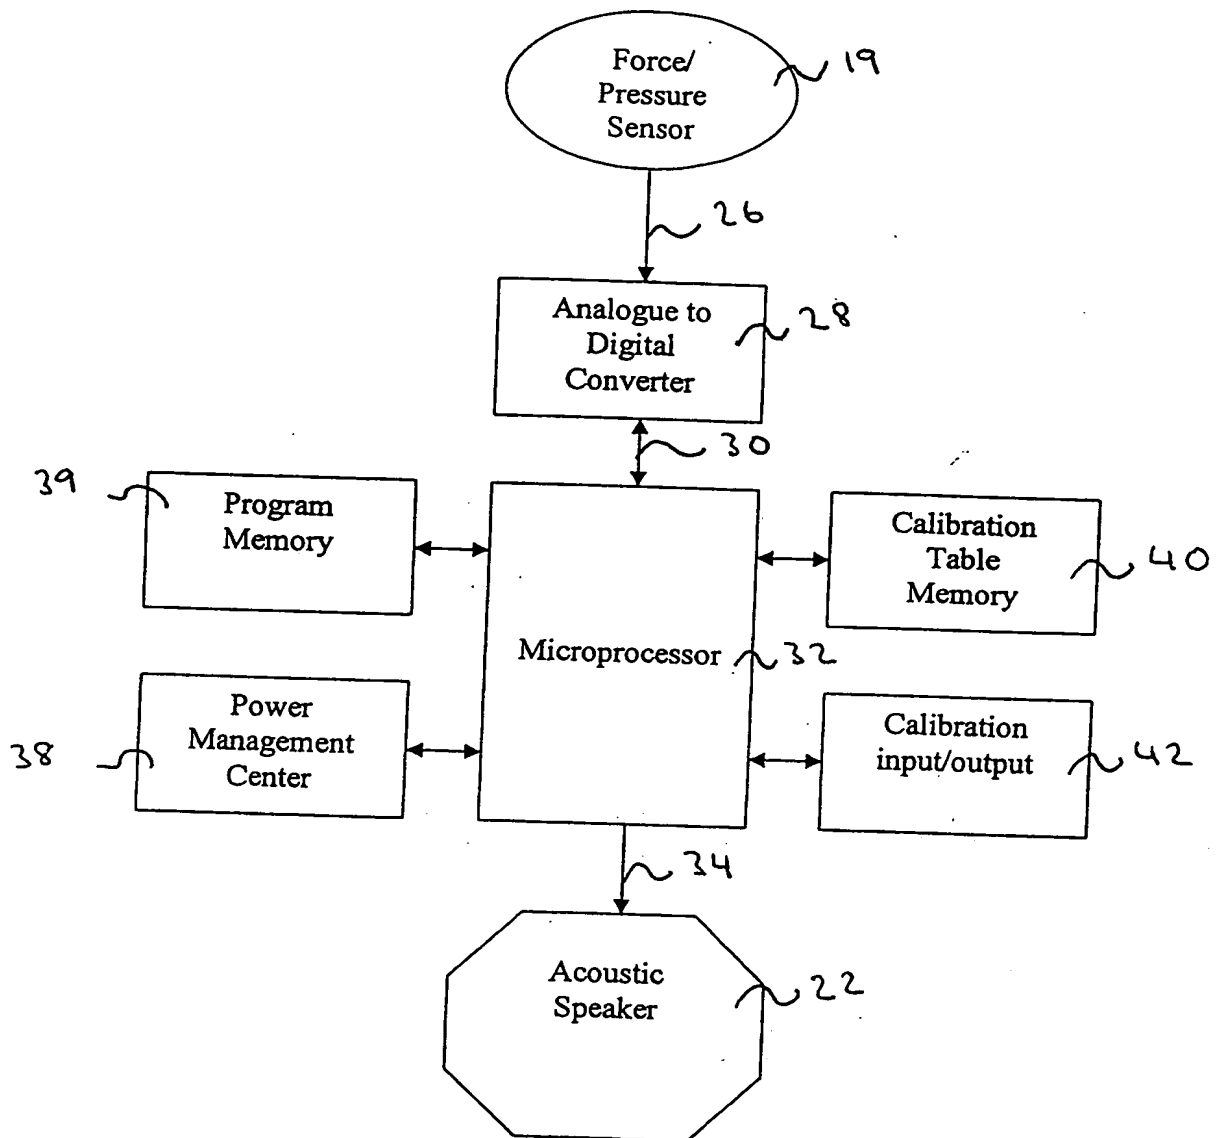 Force/
Pressure
Sensor
19
26
Analogue to
Digital
Converter
28
30
39
Program
Memory
Calibration
Table
Memory
40
Microprocessor
32
38
Power
Management
Center
Calibration
input/output
42
34
Acoustic
Speaker
22